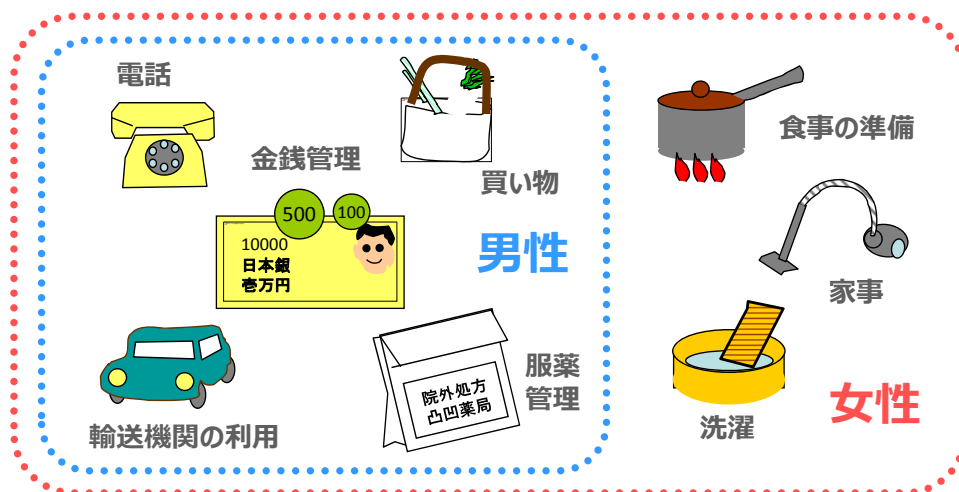 電話
金銭管理
買い物
500
100
10000
日本銀
壱万円
男性
輸送機関の利用
院外処方
凸凹薬局
服薬
管理
食事の準備
家事
洗濯
女性